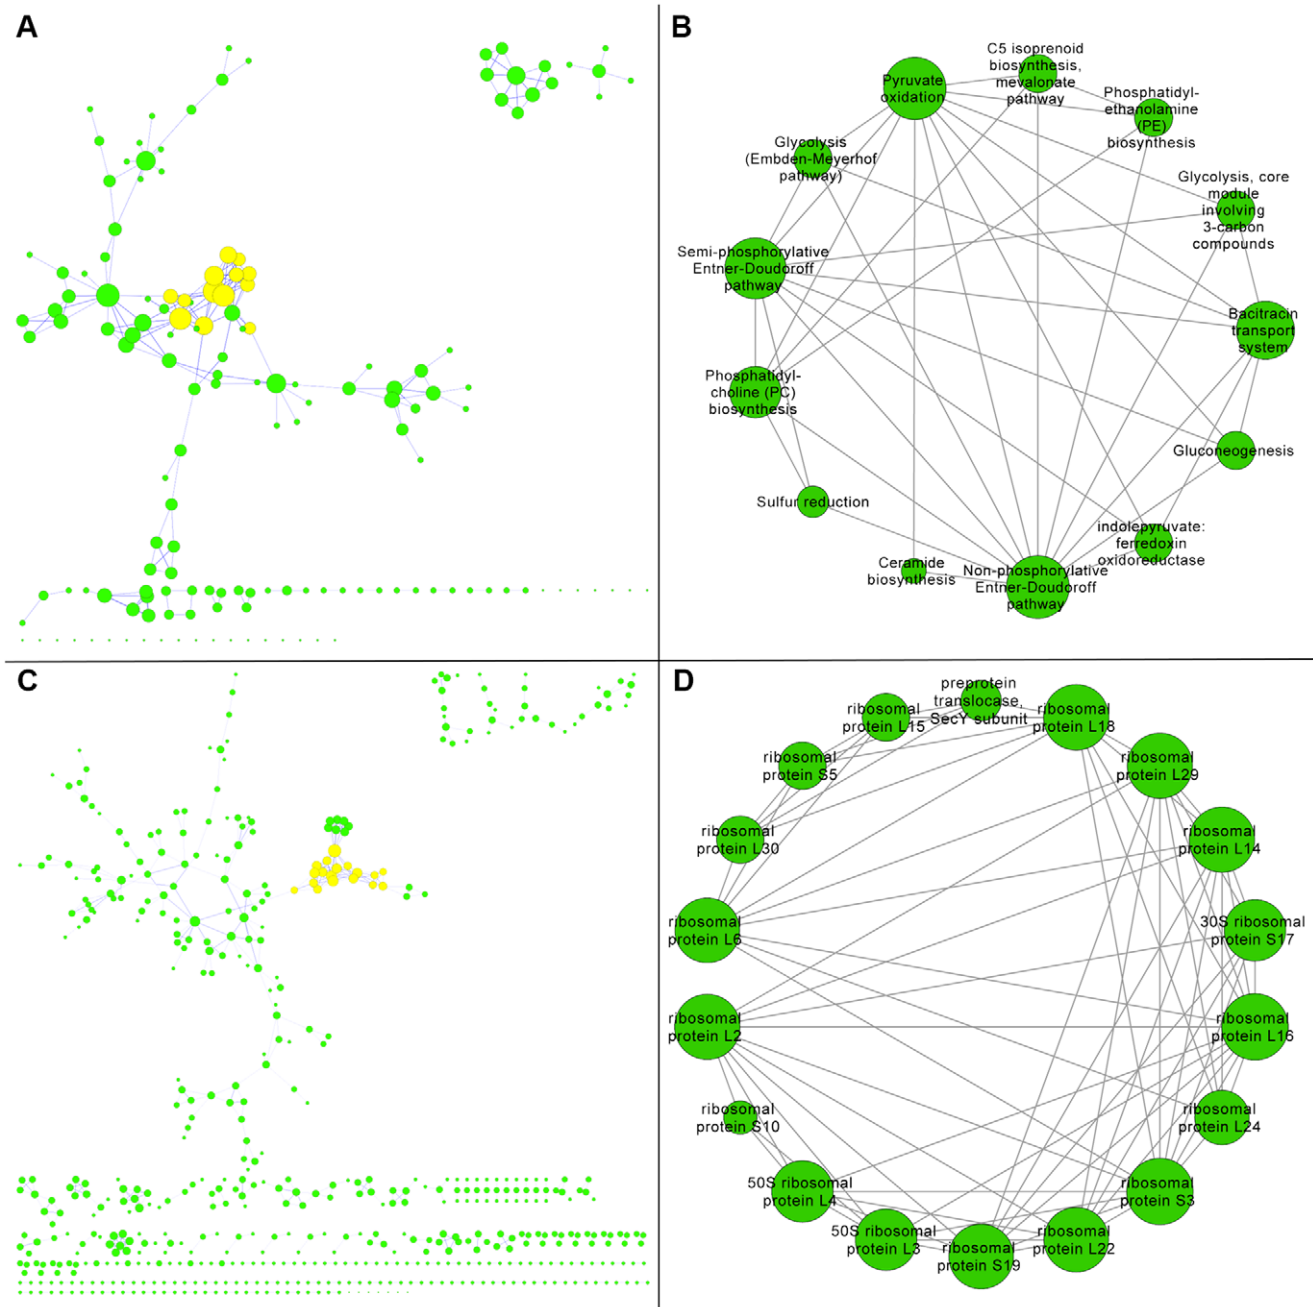 A
B
C5 isoprenoid
biosynthesis,
mevalonate
pathway
Pyruvate
oxidation
Phosphatidyl-
ethanolamine
(PE)
biosynthesis
Glycolysis
(Embden-Meyerhof
pathway)
Glycolysis, core
module
involving
3-carbon
compounds
Semi-phosphorylative
Entner-Doudoroff
pathway
Bacitracin
transport
system
Phosphatidyl-
choline (PC)
biosynthesis
Gluconeogenesis
Sulfur reduction
indolepyruvate:
ferredoxin
oxidoreductase
Ceramide
biosynthesis
Non-phosphorylative
Entner-Doudoroff
pathway
C
D
preprotein
translocase,
SecY subunit
ribosomal
protein L15
ribosomal
protein L18
ribosomal
protein S5
ribosomal
protein L29
ribosomal
protein L30
ribosomal
protein L14
ribosomal
protein L6
30S ribosomal
protein S17
ribosomal
protein L2
ribosomal
protein L16
ribosomal
protein S10
ribosomal
protein L24
50S ribosomal
protein L4
ribosomal
protein S3
50S ribosomal
protein L3
ribosomal
protein S19
ribosomal
protein L22